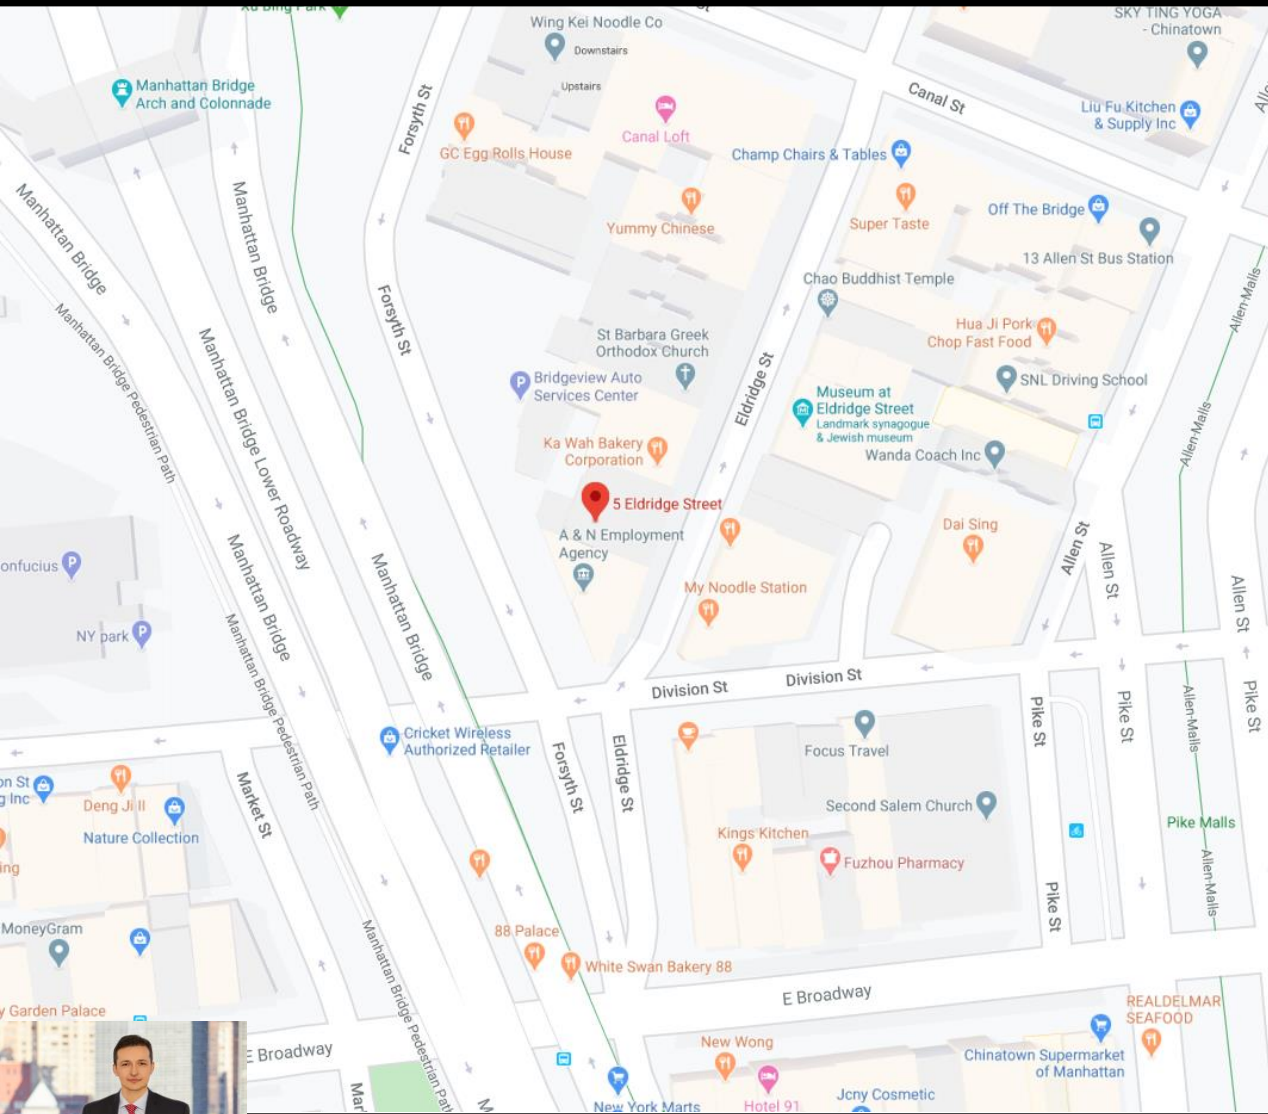 Xu Bing Park
St
Wing Kei Noodle Co
Downstairs
Upstairs
SKY TING YOGA
- Chinatown
Manhattan Bridge
Arch and Colonnade
Forsyth St
Canal St
Liu Fu Kitchen
& Supply Inc
GC Egg Rolls House
Canal Loft
Champ Chairs & Tables
Manhattan Bridge
Manhattan Bridge
Yummy Chinese
Super Taste
Off The Bridge
13 Allen St Bus Station
Chao Buddhist Temple
Allen-Malls
Forsyth St
Manhattan Bridge Pedestrian Path
Manhattan Bridge Lower Roadway
St Barbara Greek
Orthodox Church
Hua Ji Pork
Chop Fast Food
Bridgeview Auto
Services Center
Eldridge St
SNL Driving School
Museum at
Eldridge Street
Landmark synagogue
& Jewish museum
Allen-Malls
Ka Wah Bakery
Corporation
Wanda Coach Inc
5 Eldridge Street
A & N Employment
Agency
Dai Sing
Allen St
Allen St
Allen St
onfucius
Manhattan Bridge
Manhattan Bridge
My Noodle Station
NY park
Manhattan Bridge Pedestrian Path
Division St
Division St
Pike St
Pike St
Pike St
Allen-Malls
Cricket Wireless
Authorized Retailer
Forsyth St
Eldridge St
Focus Travel
on St
g Inc
Deng Ji II
Market St
Nature Collection
Second Salem Church
Pike Malls
Kings Kitchen
Fuzhou Pharmacy
ing
Allen-Malls
Pike St
MoneyGram
88 Palace
White Swan Bakery 88
Manhattan Bridge Pedestrian Path
E Broadway
y Garden Palace
REALDELMAR
SEAFOOD
E Broadway
New Wong
Chinatown Supermarket
of Manhattan
Mar
M
New York Marts
Hotel 91
Jcny Cosmetic